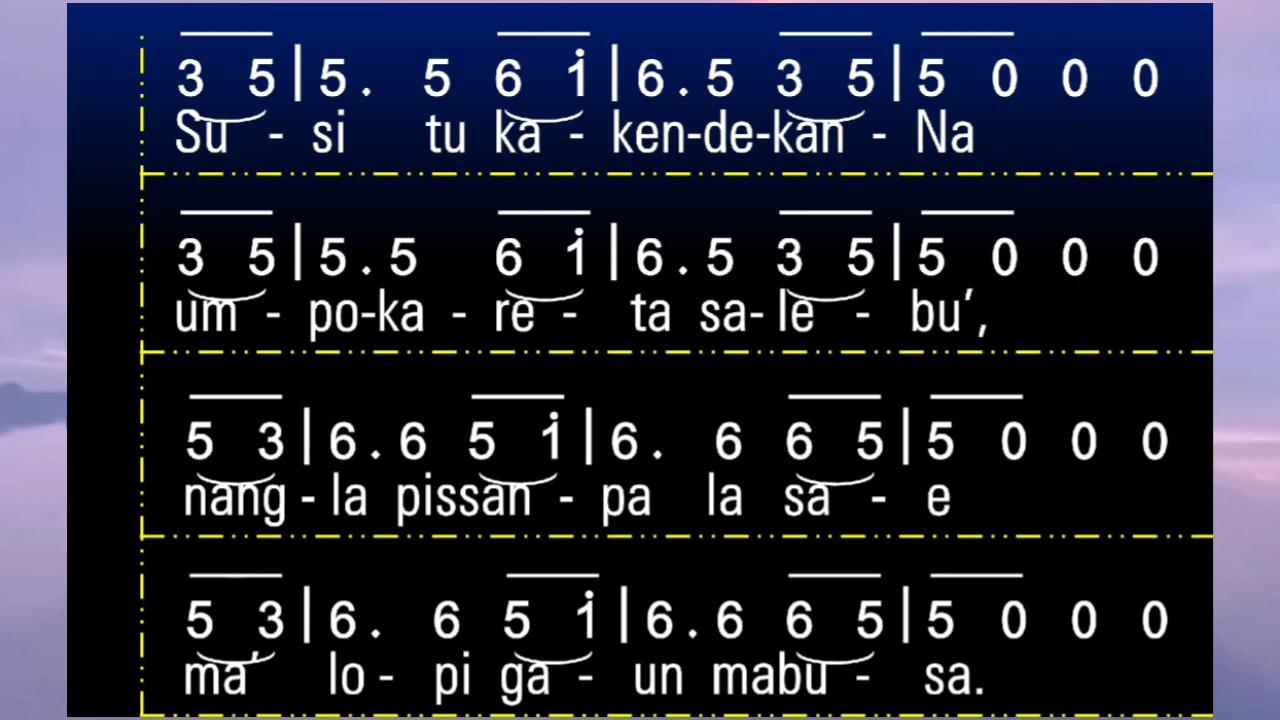 3 5 | 5 . 5 6 1̇ | 6 . 5 3 5 | 5 0 0 0
Su - si tu ka - ken-de-kan - Na
3 5 | 5 . 5 6 1̇ | 6 . 5 3 5 | 5 0 0 0
um - po-ka - re - ta sa- le - bu’,
5 3 | 6 . 6 5 1̇ | 6 . 6 6 5 | 5 0 0 0
nang - la pissan - pa la sa - e
5 3 | 6 . 6 5 1̇ | 6 . 6 6 5 | 5 0 0 0
ma’ lo - pi ga - un mabu - sa.